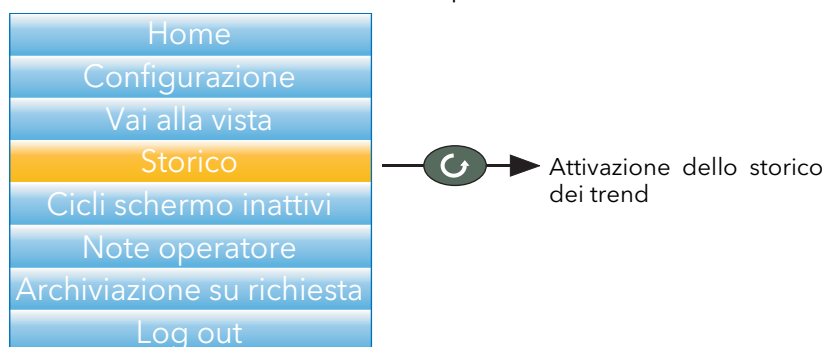 Home
Configurazione
Vai alla vista
Storico
Cicli schermo inattivi
Note operatore
Archiviazione su richiesta
Log out
Attivazione dello storico
dei trend